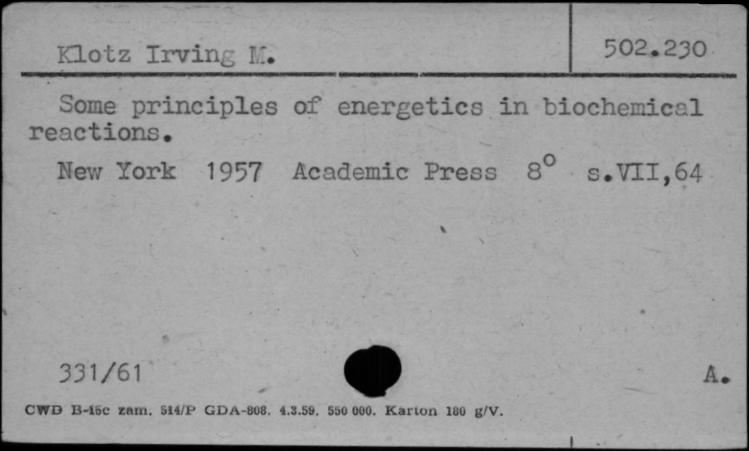 Klotz Irving M.
502.230
Some principles of energetics in biochemical
reactions.
New York 1957 Academic Press 8° s.VII,64
331/61
A.
CWD B-15c zam. 514/P GDA-808. 4.3.59. 550 000. Karton 180 g/V.